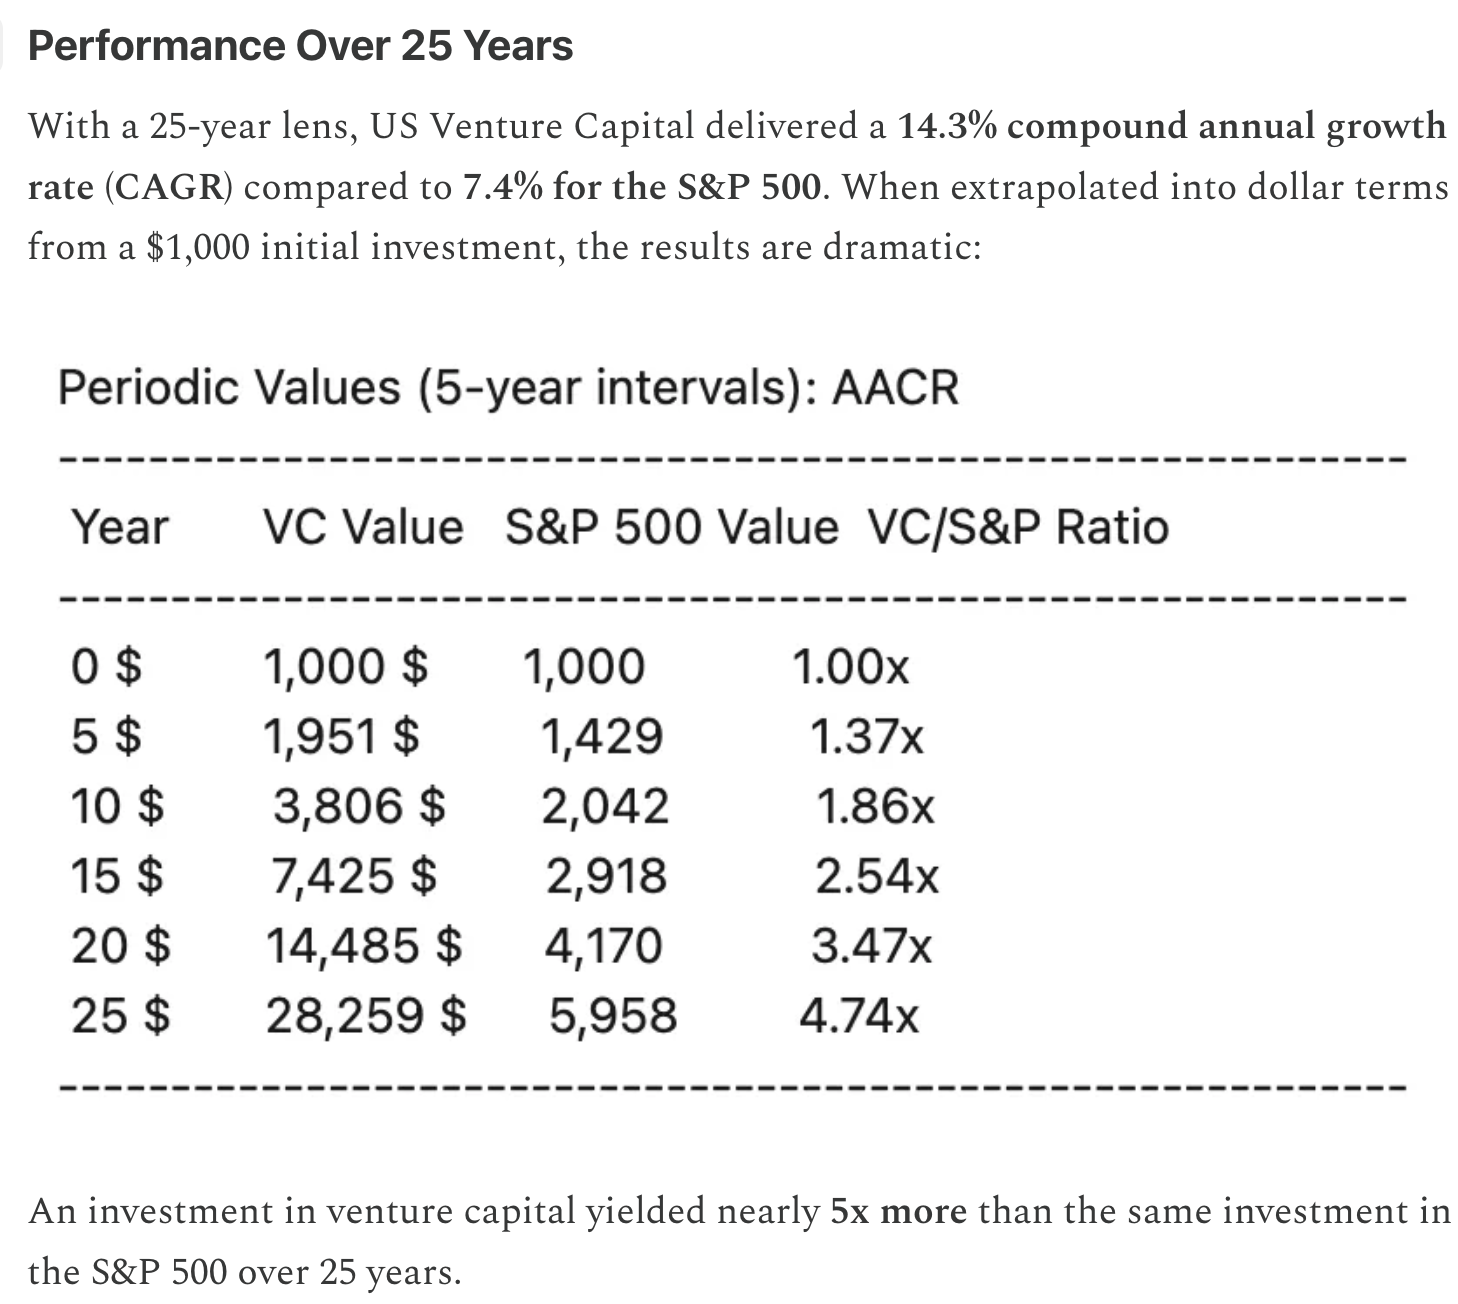 Performance Over 25 Years
With a 25-year lens, US Venture Capital delivered a 14.3% compound annual growth
rate (CAGR) compared to 7.4% for the S&P 500. When extrapolated into dollar terms
from a $1,000 initial investment, the results are dramatic:
Periodic Values (5-year intervals): AACR
------------------------------------------------------------
Year VC Value S&P 500 Value VC/S&P Ratio
------------------------------------------------------------
0 $ 1,000 $ 1,000 1.00x
5 $ 1,951 $ 1,429 1.37x
10 $ 3,806 $ 2,042 1.86x
15 $ 7,425 $ 2,918 2.54x
20 $ 14,485 $ 4,170 3.47x
25 $ 28,259 $ 5,958 4.74x
------------------------------------------------------------
An investment in venture capital yielded nearly 5x more than the same investment in
the S&P 500 over 25 years.